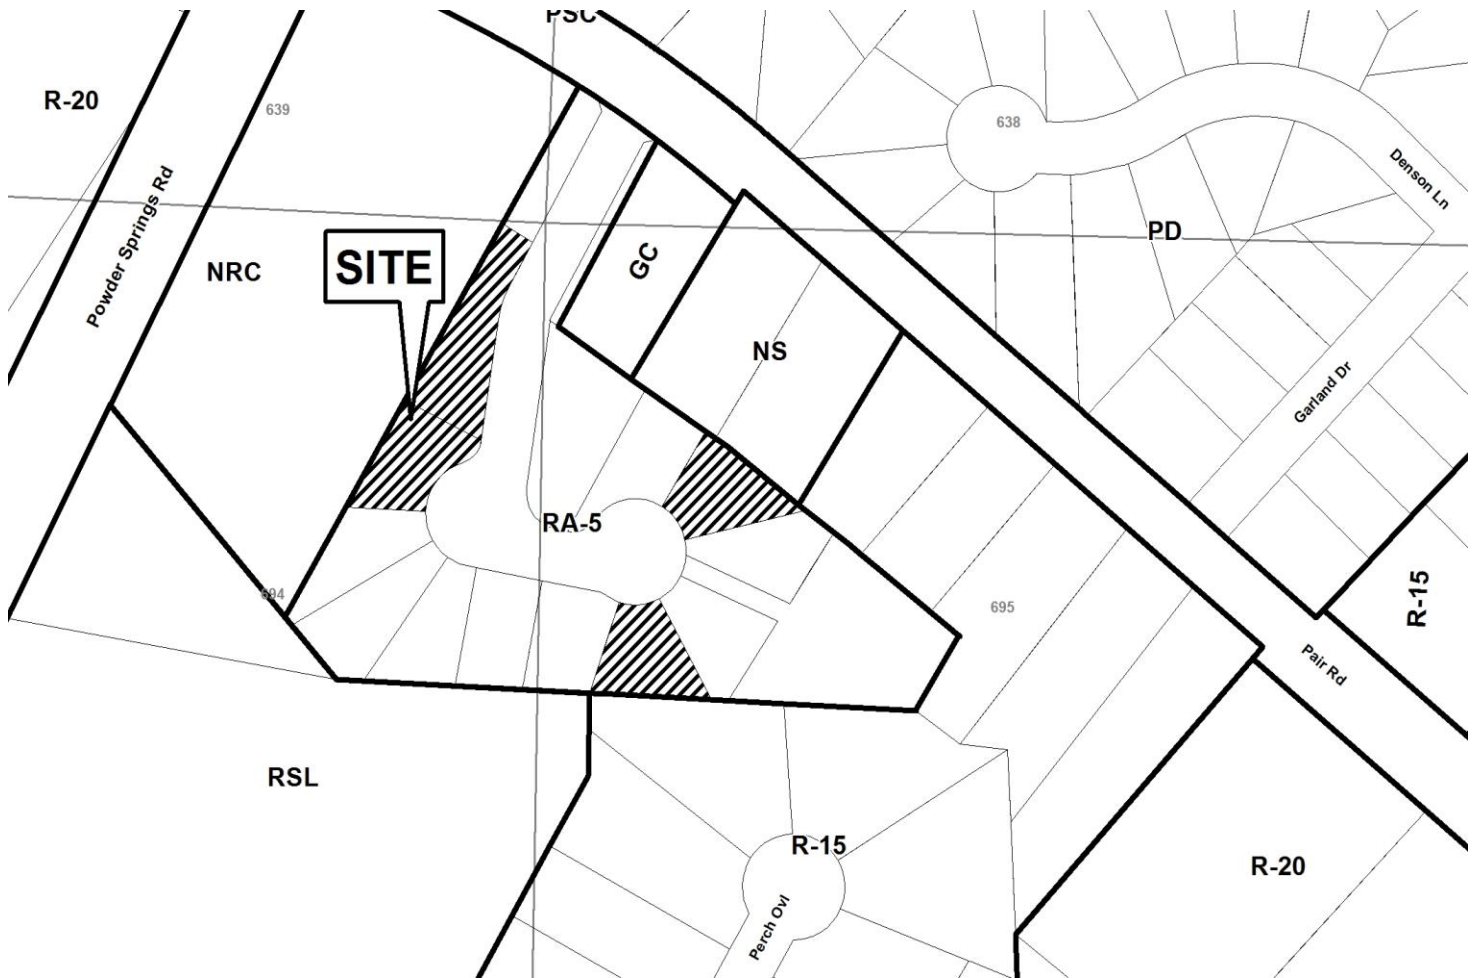 PSC
R-20
639
638
Denson Ln
Powder Springs Rd
PD
GC
NRC
SITE
NS
Garland Dr
RA-5
694
695
R-15
Pair Rd
RSL
R-15
R-20
Perch Ovl